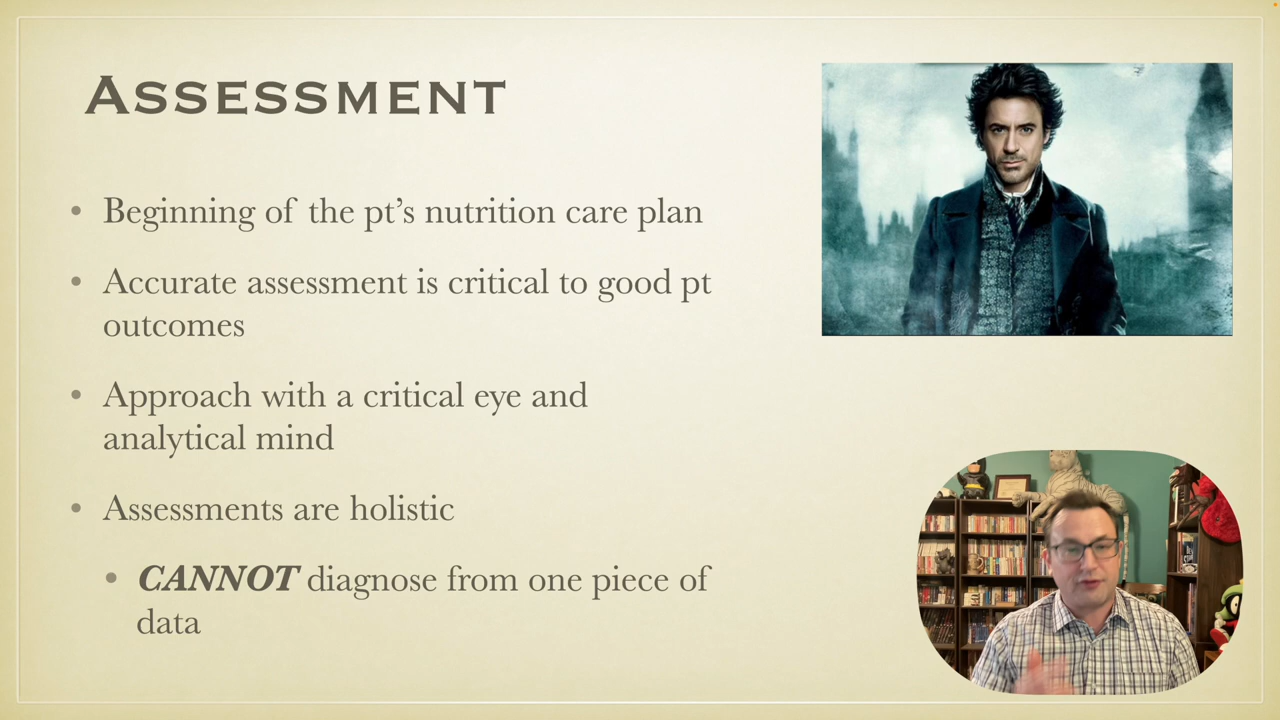 ASSESSMENT
• Beginning of the pt's nutrition care plan
• Accurate assessment is critical to good pt
outcomes
• Approach with a critical eye and
analytical mind
• Assessments are holistic
• CANNOT diagnose from one piece of
data